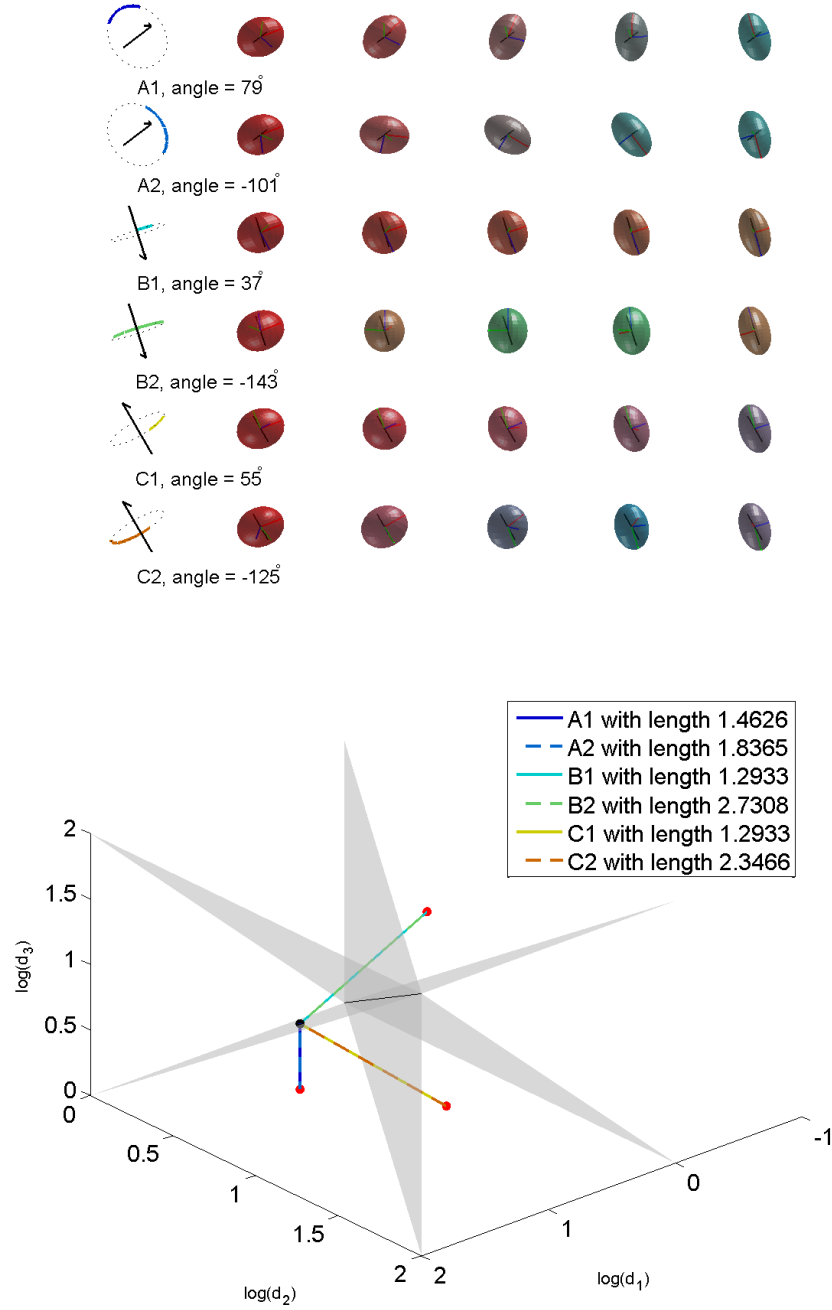 A1, angle = 79°
A2, angle = -101°
B1, angle = 37°
B2, angle = -143°
C1, angle = 55°
C2, angle = -125°
A1 with length 1.4626
A2 with length 1.8365
B1 with length 1.2933
B2 with length 2.7308
C1 with length 1.2933
C2 with length 2.3466
2
1.5
1
0.5
0
log(d3)
0
0.5
1
1.5
2
log(d2)
2
1
0
-1
log(d1)